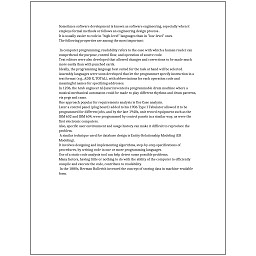 Sometimes software development is known as software engineering, especially when it
employs formal methods or follows an engineering design process.
It is usually easier to code in "high-level" languages than in "low-level" ones.
The following properties are among the most important:

In computer programming, readability refers to the ease with which a human reader can
comprehend the purpose, control flow, and operation of source code.
Text editors were also developed that allowed changes and corrections to be made much
more easily than with punched cards.
Ideally, the programming language best suited for the task at hand will be selected.
Assembly languages were soon developed that let the programmer specify instruction in a
text format (e.g., ADD X, TOTAL), with abbreviations for each operation code and
meaningful names for specifying addresses.
In 1206, the Arab engineer Al-Jazari invented a programmable drum machine where a
musical mechanical automaton could be made to play different rhythms and drum patterns,
via pegs and cams.
One approach popular for requirements analysis is Use Case analysis.
Later a control panel (plug board) added to his 1906 Type I Tabulator allowed it to be
programmed for different jobs, and by the late 1940s, unit record equipment such as the
IBM 602 and IBM 604, were programmed by control panels in a similar way, as were the
first electronic computers.
Also, specific user environment and usage history can make it difficult to reproduce the
problem.
A similar technique used for database design is Entity-Relationship Modeling (ER
Modeling).
It involves designing and implementing algorithms, step-by-step specifications of
procedures, by writing code in one or more programming languages.
Use of a static code analysis tool can help detect some possible problems.
Many factors, having little or nothing to do with the ability of the computer to efficiently
compile and execute the code, contribute to readability.
In the 1880s, Herman Hollerith invented the concept of storing data in machine-readable
form.